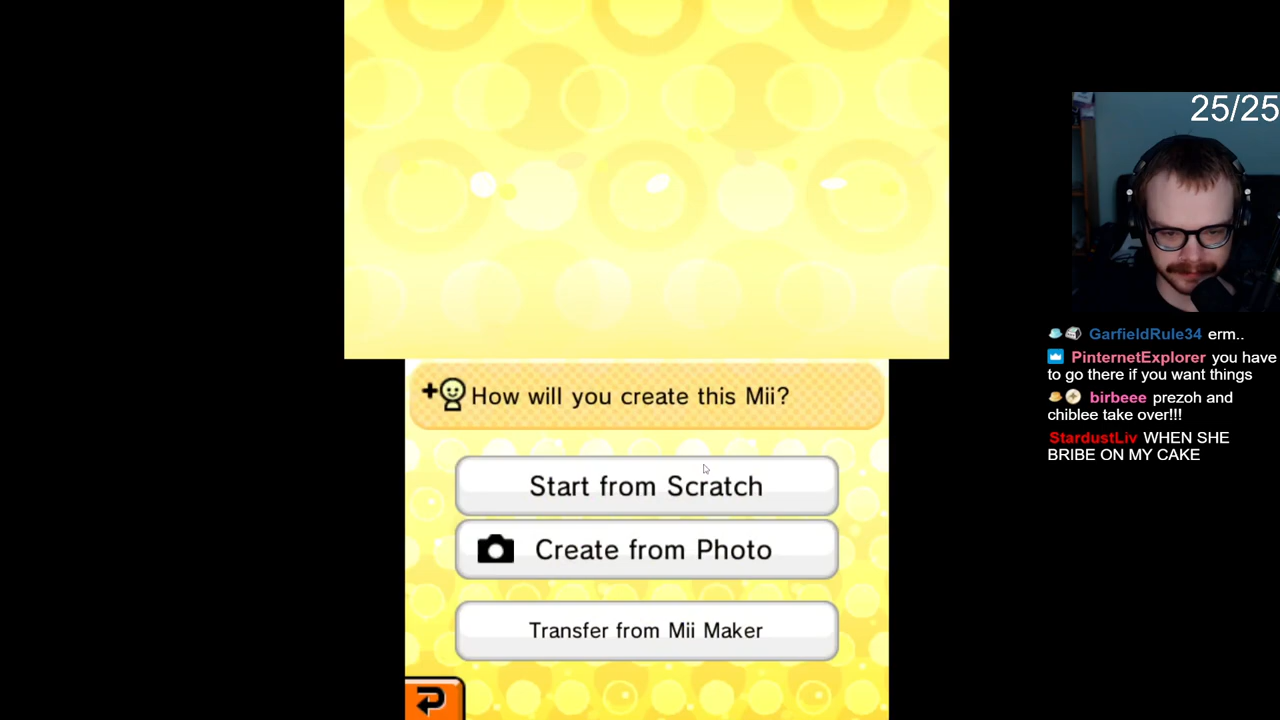 25/25
GarfieldRule34 erm..
PinternetExplorer you have
to go there if you want things
birbeee prezoh and
chiblee take over!!!
StardustLiv WHEN SHE
BRIBE ON MY CAKE
How will you create this Mii?
Start from Scratch
Create from Photo
Transfer from Mii Maker